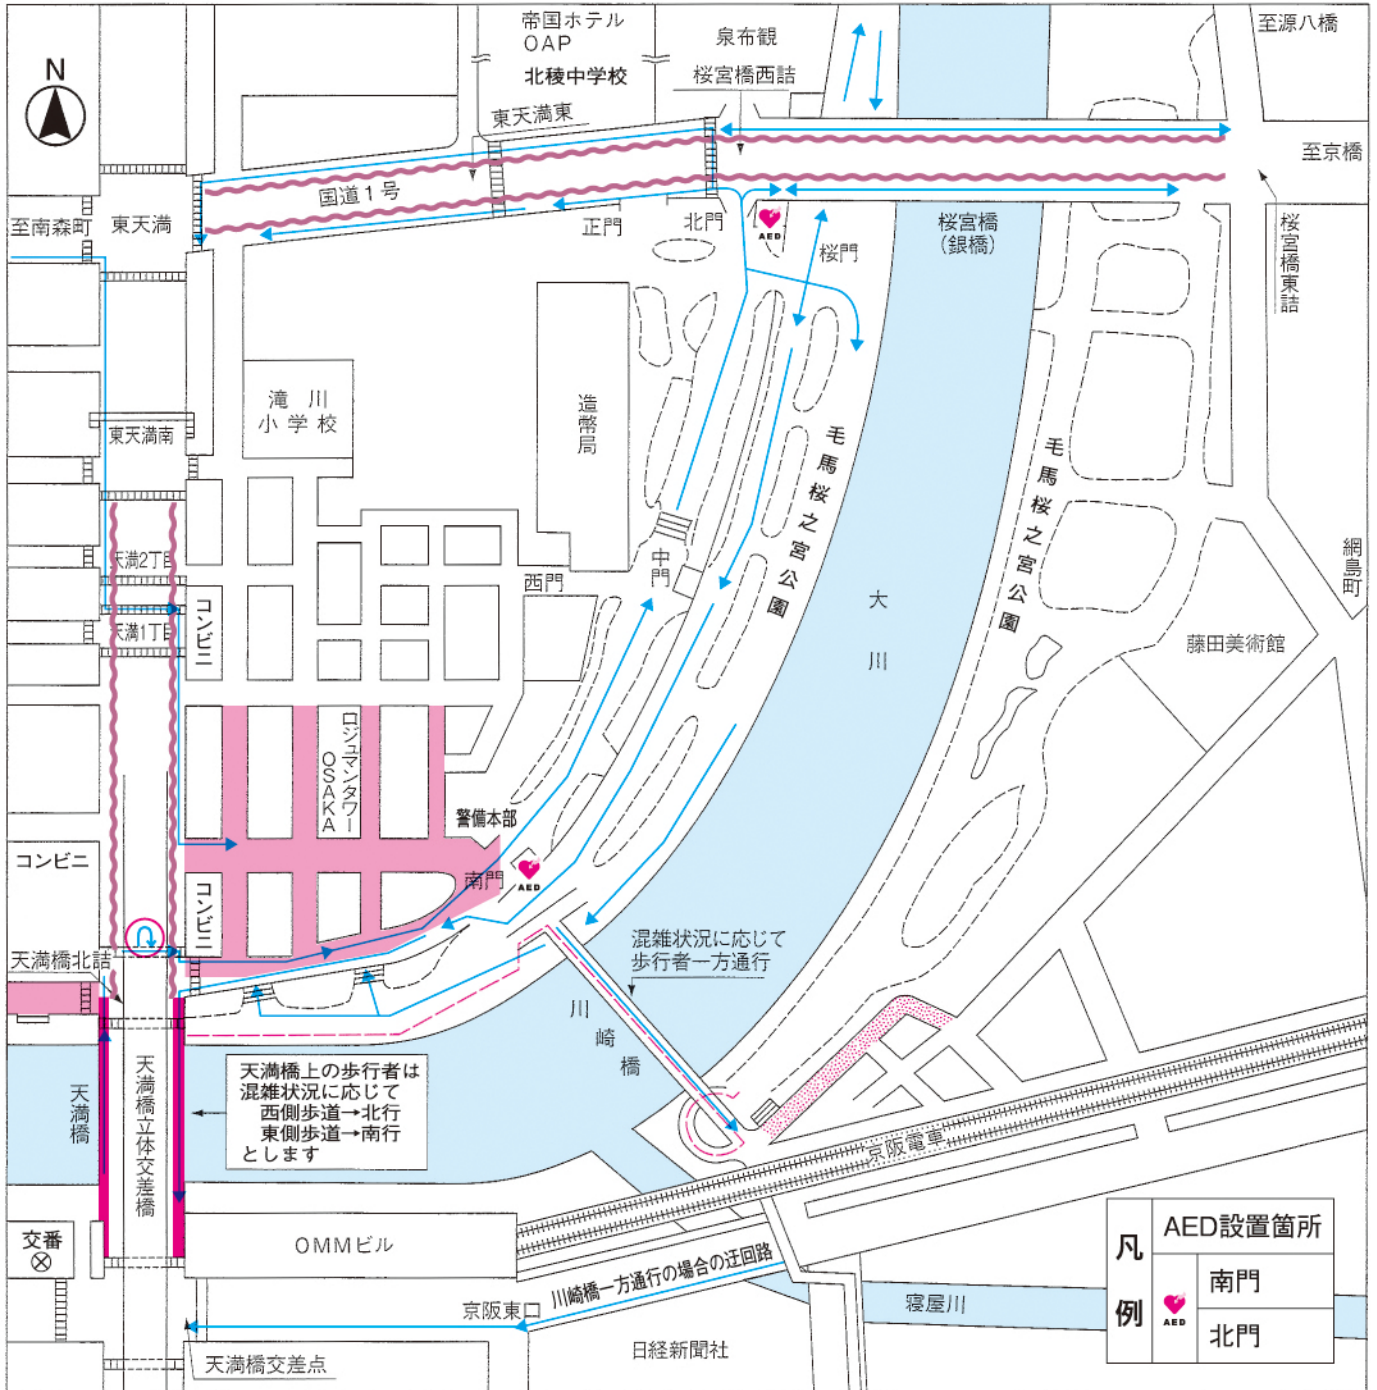 帝国ホテル
OAP
北稜中学校
泉布観
桜宮橋西詰
至源八橋
N
東天満東
至京橋
国道1号
至南森町
東天満
正門
北門
AED
桜門
桜宮橋
(銀橋)
桜宮橋東詰
滝川
小学校
造幣局
東天満南
毛馬桜之宮公園
毛馬桜之宮公園
天満2丁目
中門
西門
網島町
コンビニ
天満1丁目
大川
藤田美術館
ロジュマンタワー
OSAKA
警備本部
コンビニ
コンビニ
南門
AED
天満橋北詰
混雑状況に応じて
歩行者一方通行
川崎橋
天満橋
天満橋立体交差橋
天満橋上の歩行者は
混雑状況に応じて
西側歩道→北行
東側歩道→南行
とします
京阪電車
交番
OMMビル
川崎橋一方通行の場合の迂回路
京阪東口
寝屋川
日経新聞社
天満橋交差点
凡例
AED設置箇所
AED
南門
北門